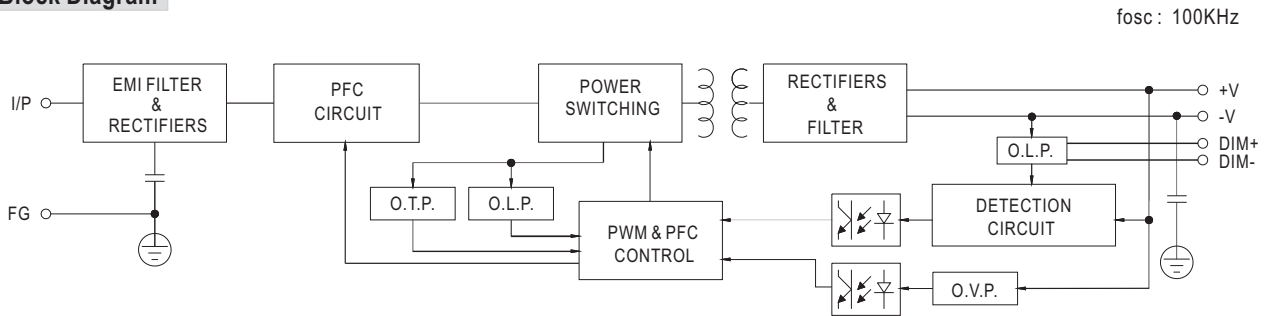 Block Diagram
fosc : 100KHz
I/P
EMI FILTER
&
RECTIFIERS
PFC
CIRCUIT
POWER
SWITCHING
RECTIFIERS
&
FILTER
+V
-V
DIM+
DIM-
O.L.P.
FG
O.T.P.
O.L.P.
PWM & PFC
CONTROL
DETECTION
CIRCUIT
O.V.P.